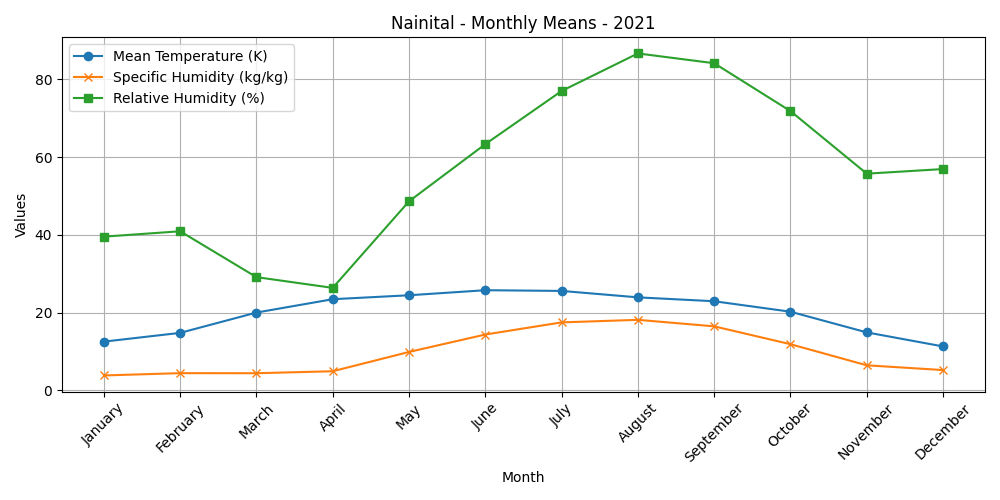 Nainital - Monthly Means - 2021
Mean Temperature (K)
Specific Humidity (kg/kg)
Relative Humidity (%)
Values
80
60
40
20
0
January
February
March
April
May
June
July
August
September
October
November
December
Month